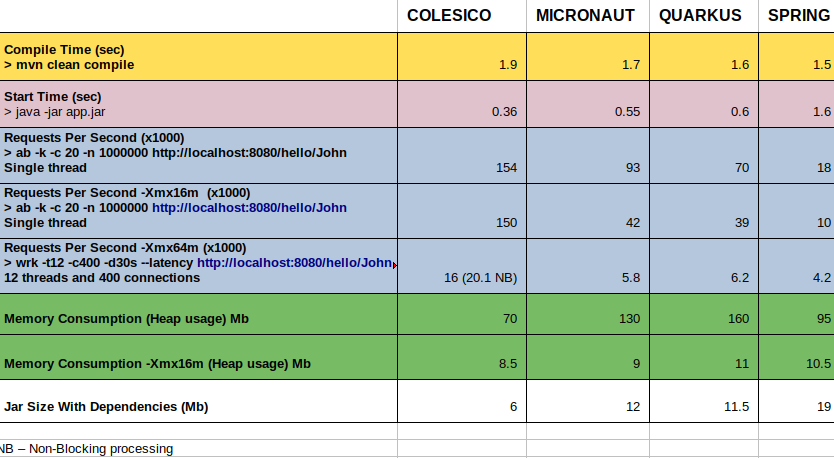 COLESICO MICRONAUT QUARKUS SPRING
Compile Time (sec)
> mvn clean compile 1.9 1.7 1.6 1.5
Start Time (sec)
> java -jar app.jar 0.36 0.55 0.6 1.6
Requests Per Second (x1000)
> ab -k -c 20 -n 1000000 http://localhost:8080/hello/John
Single thread 154 93 70 18
Requests Per Second -Xmx16m (x1000)
> ab -k -c 20 -n 1000000 http://localhost:8080/hello/John
Single thread 150 42 39 10
Requests Per Second -Xmx64m (x1000)
> wrk -t12 -c400 -d30s --latency http://localhost:8080/hello/John
12 threads and 400 connections 16 (20.1 NB) 5.8 6.2 4.2
Memory Consumption (Heap usage) Mb 70 130 160 95
Memory Consumption -Xmx16m (Heap usage) Mb 8.5 9 11 10.5
Jar Size With Dependencies (Mb) 6 12 11.5 19
NB – Non-Blocking processing